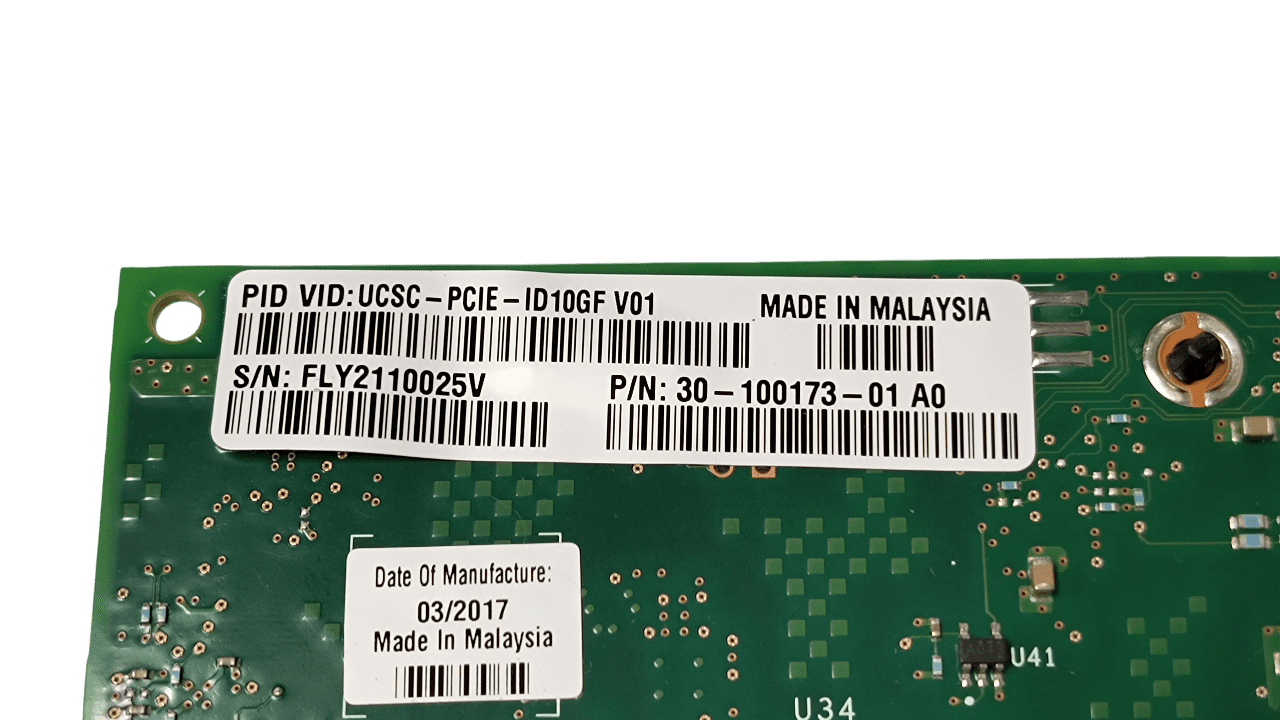 PID VID: UCSC-PCIE-ID10GF V01 MADE IN MALAYSIA
S/N: FLY2110025V P/N: 30-100173-01 A0
Date Of Manufacture:
03/2017
Made In Malaysia
U41
U34